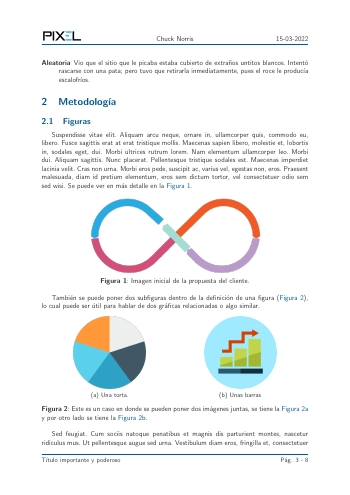 PIXEL
Chuck Norris
15-03-2022
Aleatoria Vio que el sitio que le picaba estaba cubierto de extraños untitos blancos. Intentó
rascarse con una pata; pero tuvo que retirarla inmediatamente, pues el roce le producía
escalofríos.
2 Metodología
2.1 Figuras
Suspendisse vitae elit. Aliquam arcu neque, ornare in, ullamcorper quis, commodo eu,
libero. Fusce sagittis erat at erat tristique mollis. Maecenas sapien libero, molestie et, lobortis
in, sodales eget, dui. Morbi ultrices rutrum lorem. Nam elementum ullamcorper leo. Morbi
dui. Aliquam sagittis. Nunc placerat. Pellentesque tristique sodales est. Maecenas imperdiet
lacinia velit. Cras non urna. Morbi eros pede, suscipit ac, varius vel, egestas non, eros. Praesent
malesuada, diam id pretium elementum, eros sem dictum tortor, vel consectetuer odio sem
sed wisi. Se puede ver en más detalle en la Figura 1.
Figura 1: Imagen inicial de la propuesta del cliente.
También se puede poner dos subfiguras dentro de la definición de una figura (Figura 2),
lo cual puede ser útil para hablar de dos gráficas relacionadas o algo similar.
(a) Una torta.
(b) Unas barras
Figura 2: Este es un caso en donde se pueden poner dos imágenes juntas, se tiene la Figura 2a
y por otro lado se tiene la Figura 2b.
Sed feugiat. Cum sociis natoque penatibus et magnis dis parturient montes, nascetur
ridiculus mus. Ut pellentesque augue sed urna. Vestibulum diam eros, fringilla et, consectetuer
Título importante y poderoso
Pág. 3 - 8